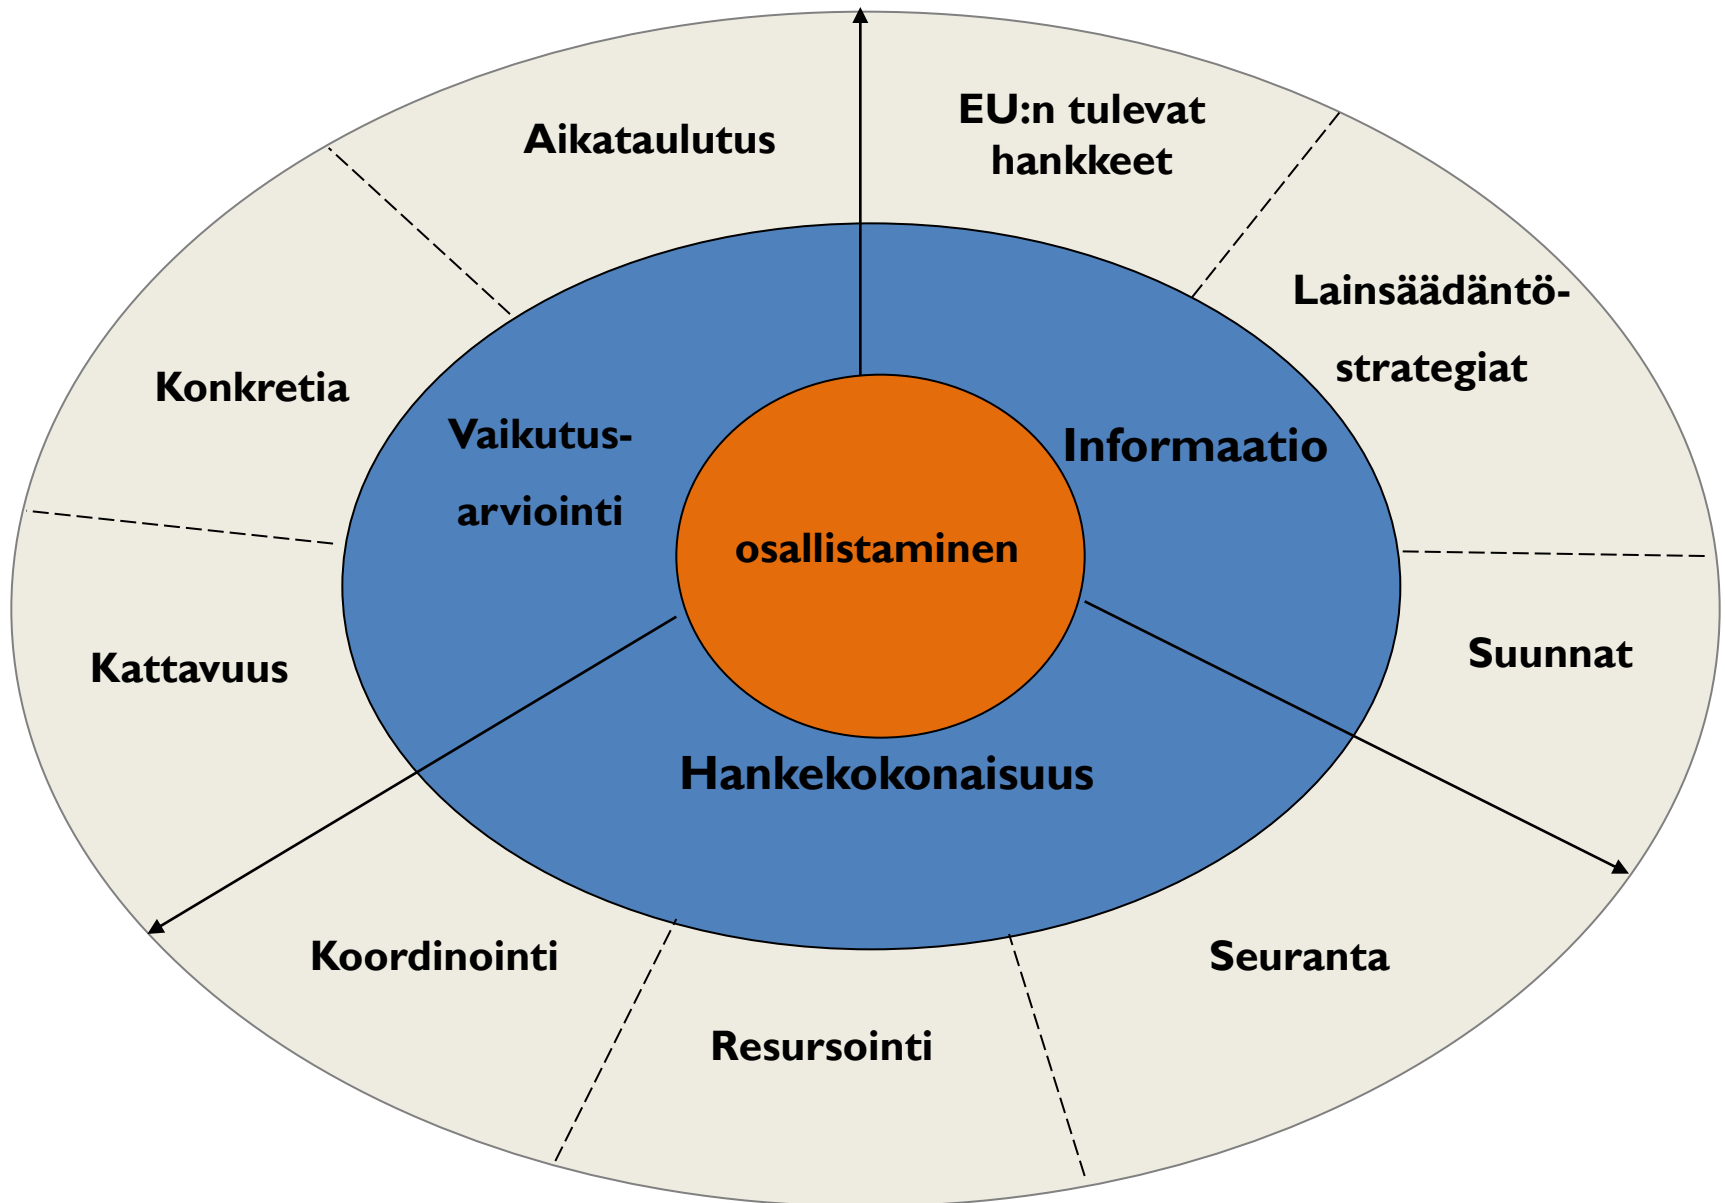 Aikataulutus
EU:n tulevat
hankkeet
Lainsäädäntö-
strategiat
Konkretia
Vaikutus-
arviointi
Informaatio
osallistaminen
Kattavuus
Suunnat
Hankekokonaisuus
Koordinointi
Seuranta
Resursointi